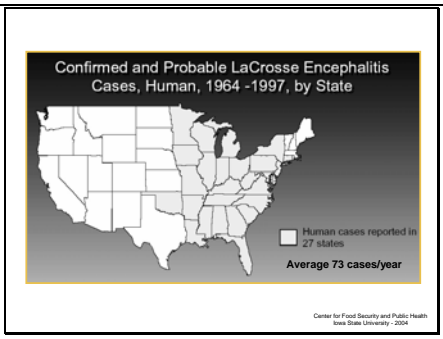 Confirmed and Probable LaCrosse Encephalitis
Cases, Human, 1964 -1997, by State
Human cases reported in
27 states
Average 73 cases/year
Center for Food Security and Public Health
Iowa State University - 2004